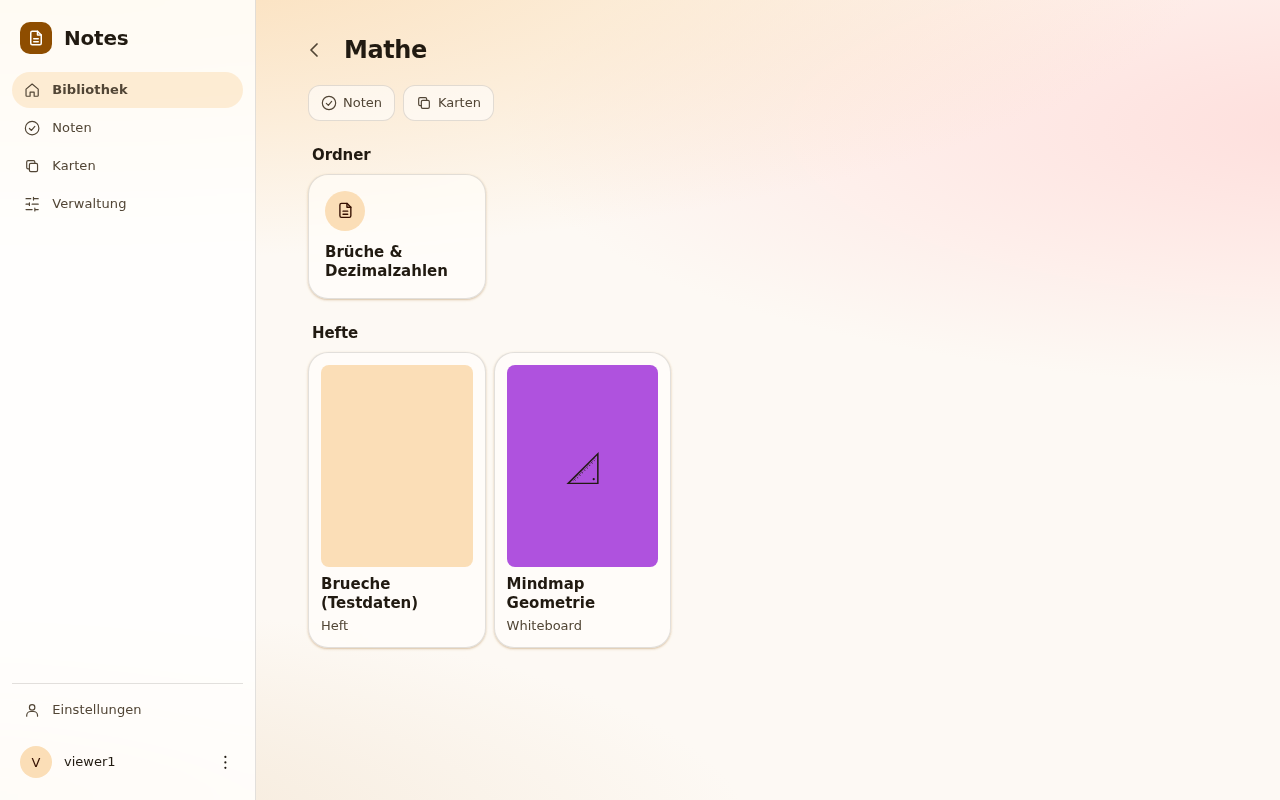 Notes
Bibliothek
Noten
Karten
Verwaltung
Einstellungen
V
viewer1
Mathe
Noten
Karten
Ordner
Brüche &
Dezimalzahlen
Hefte
Brueche
(Testdaten)
Heft
Mindmap
Geometrie
Whiteboard